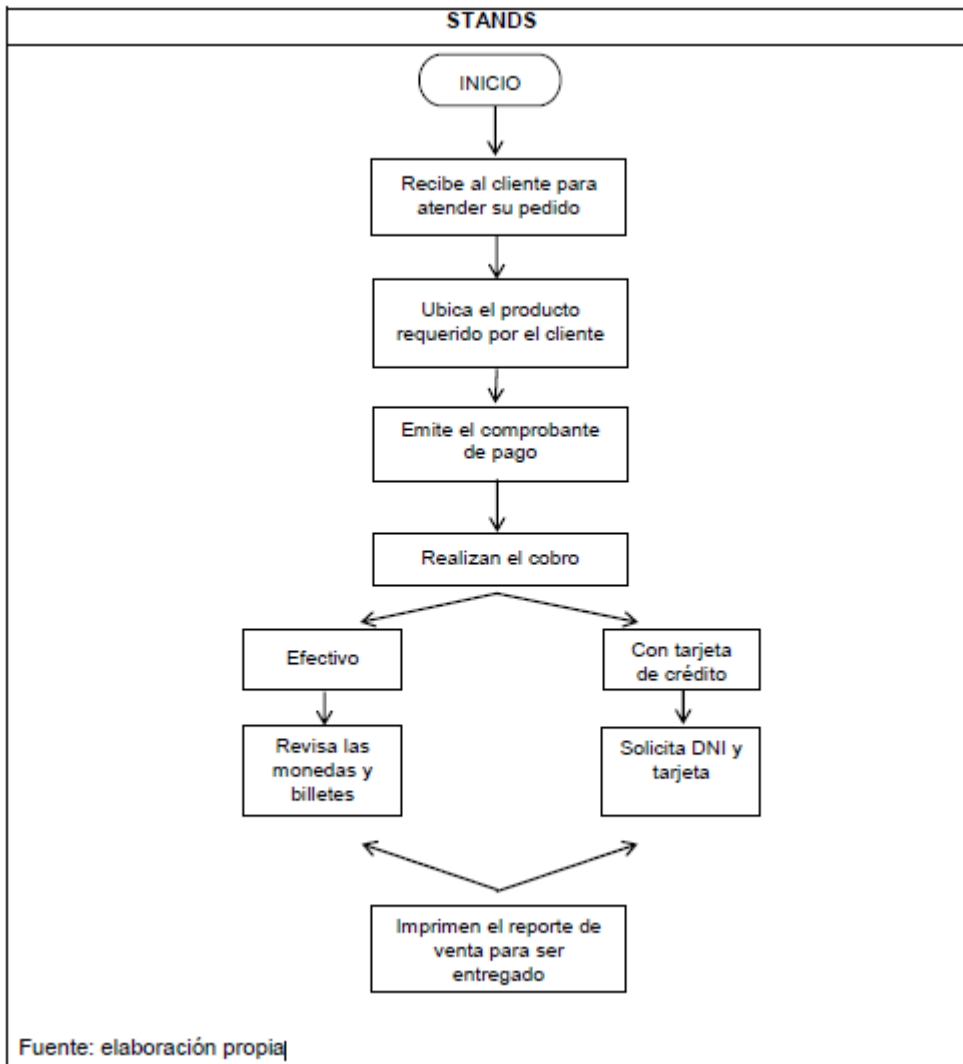 STANDS
INICIO
Recibe al cliente para
atender su pedido
Ubica el producto
requerido por el cliente
Emite el comprobante
de pago
Realizan el cobro
Efectivo
Con tarjeta
de crédito
Revisa las
monedas y
billetes
Solicita DNI y
tarjeta
Imprimen el reporte de
venta para ser
entregado
Fuente: elaboración propia